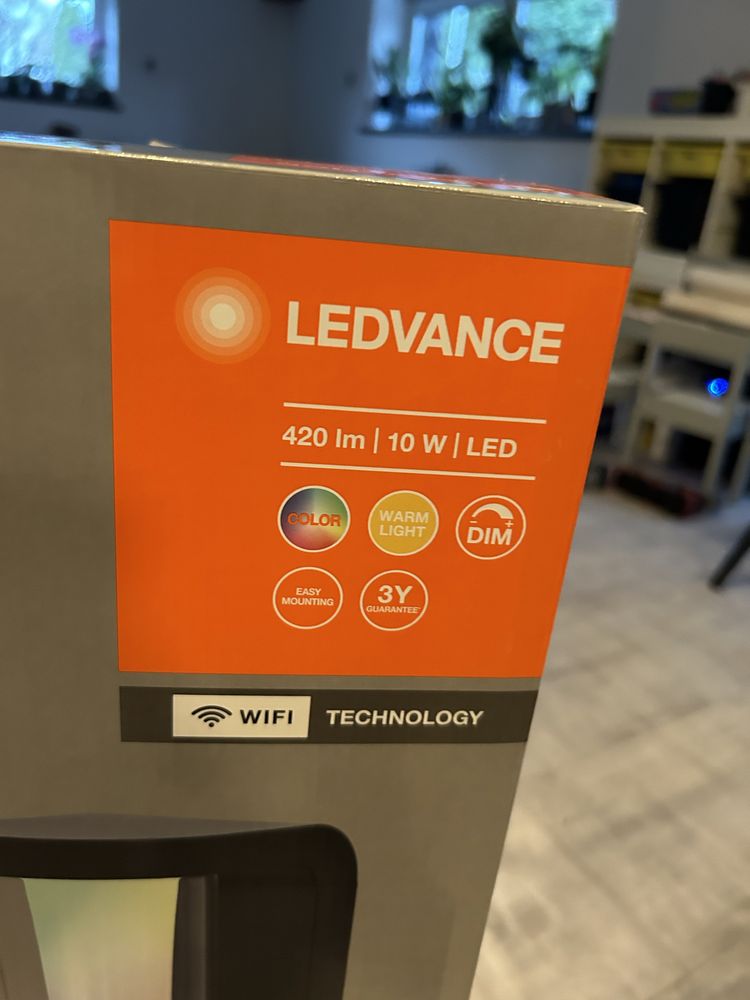 LEDVANCE
420 lm | 10 W | LED
COLOR
WARM
LIGHT
- +
DIM
EASY
MOUNTING
3Y
GUARANTEE*
WIFI TECHNOLOGY